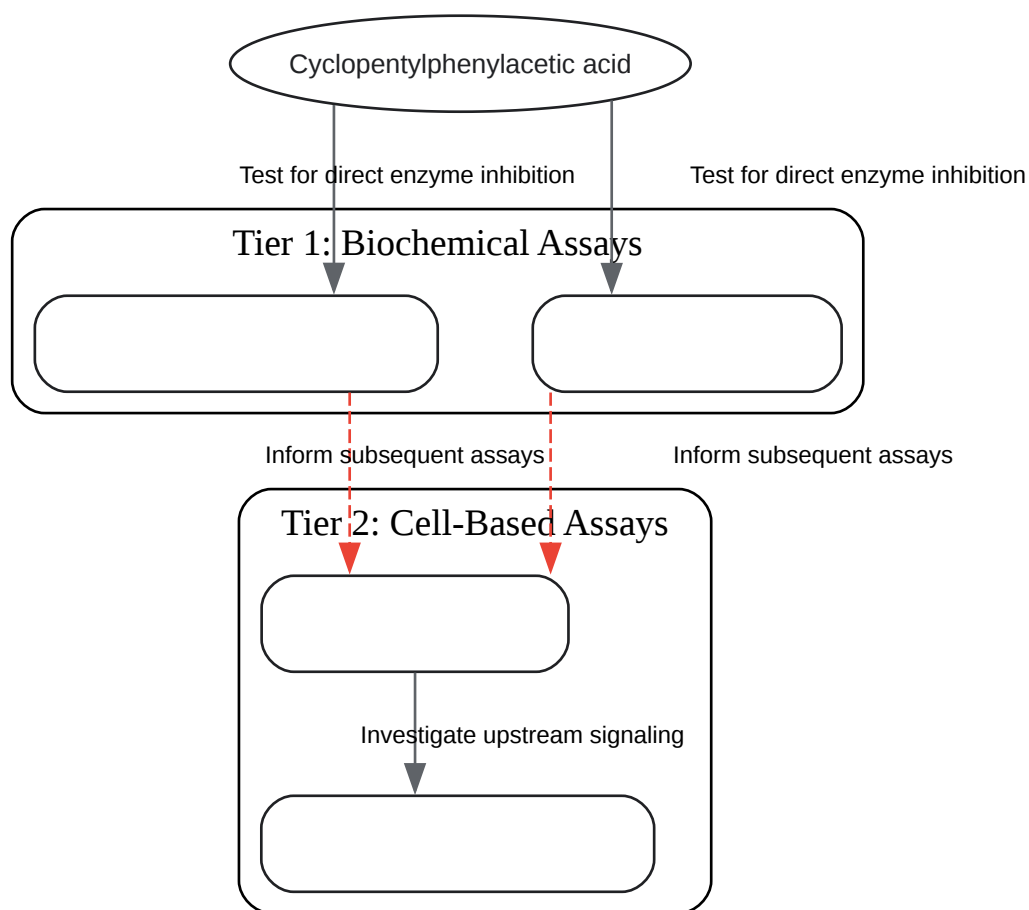 Cyclopentylphenylacetic acid
Test for direct enzyme inhibition
Test for direct enzyme inhibition
Tier 1: Biochemical Assays
Inform subsequent assays
Inform subsequent assays
Tier 2: Cell-Based Assays
Investigate upstream signaling